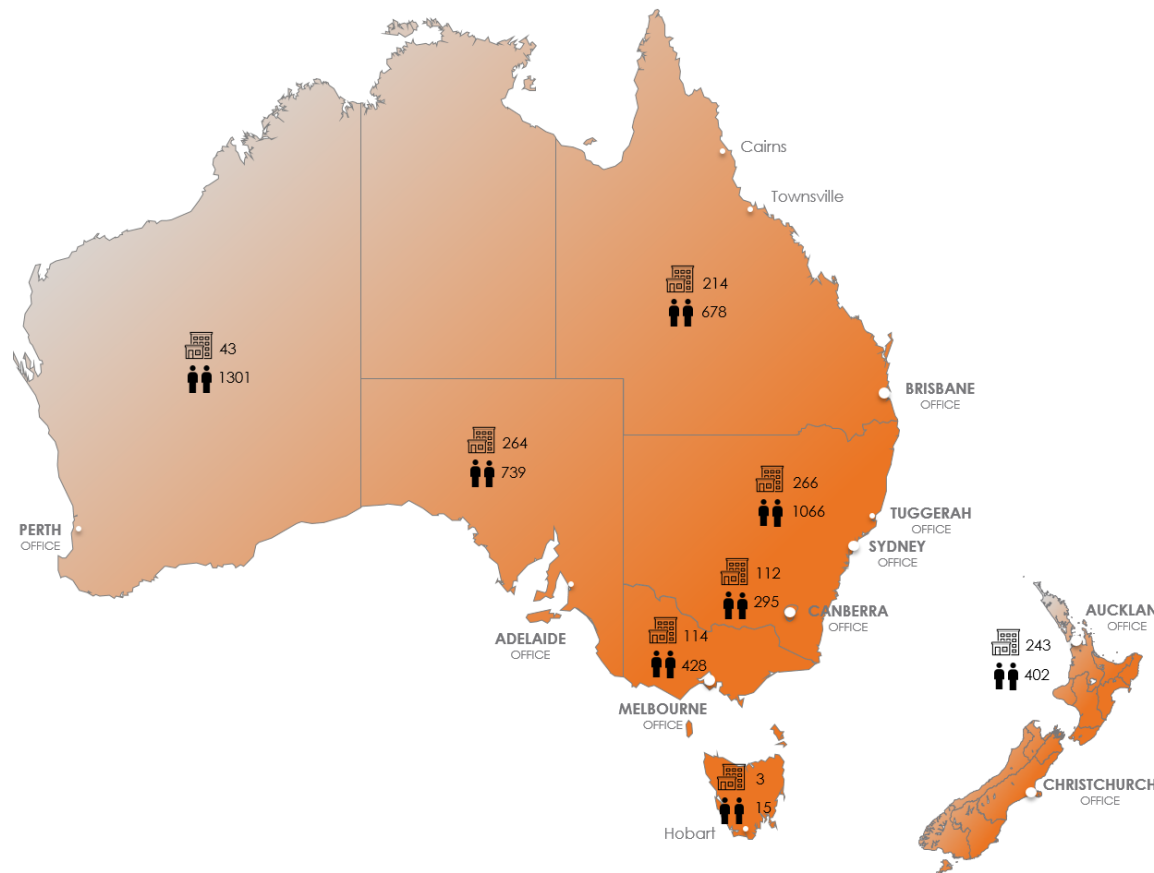 Cairns
Townsville
214
678
43
1301
BRISBANE
OFFICE
264
739
266
1066
PERTH
OFFICE
TUGGERAH
OFFICE
SYDNEY
OFFICE
112
295
CANBERRA
OFFICE
ADELAIDE
OFFICE
114
428
MELBOURNE
OFFICE
AUCKLAN
OFFICE
243
402
3
15
Hobart
CHRISTCHURCH
OFFICE